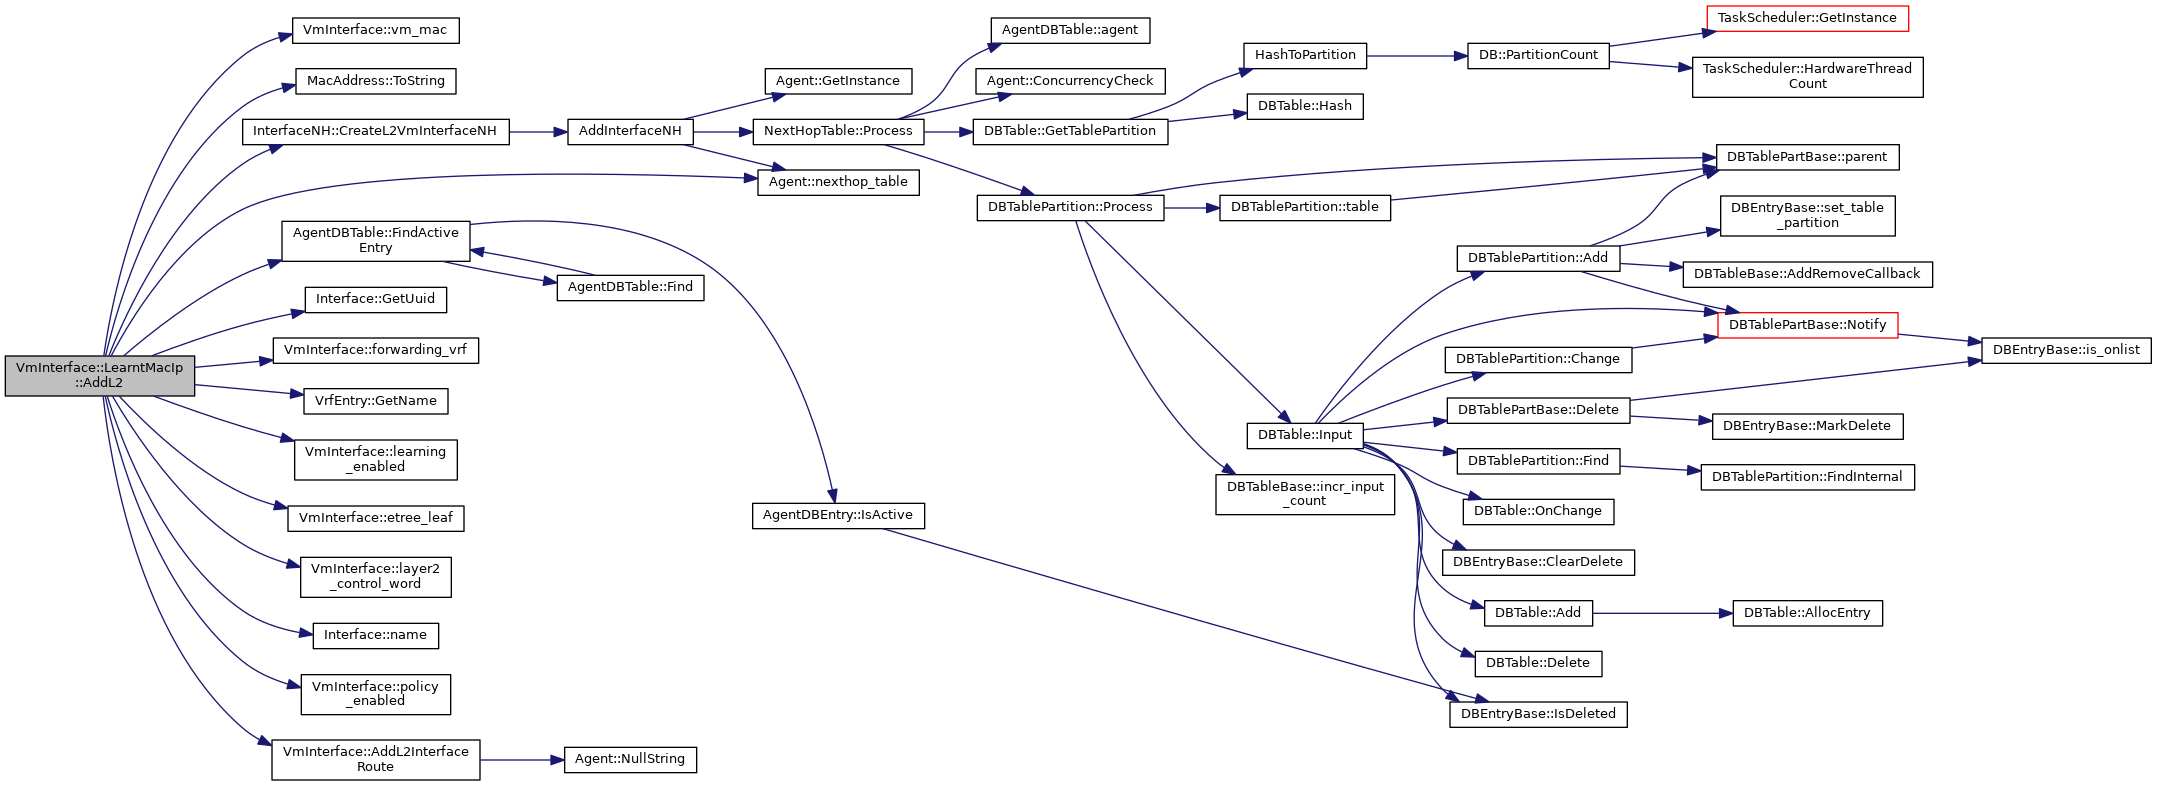 VmInterface::LearntMacIp
::AddL2
VmInterface::vm_mac
MacAddress::ToString
InterfaceNH::CreateL2VmInterfaceNH
AgentDBTable::FindActive
Entry
Interface::GetUuid
VmInterface::forwarding_vrf
VrfEntry::GetName
VmInterface::learning
_enabled
VmInterface::etree_leaf
VmInterface::layer2
_control_word
Interface::name
VmInterface::policy
_enabled
VmInterface::AddL2Interface
Route
AddInterfaceNH
AgentDBTable::Find
Agent::NullString
Agent::GetInstance
NextHopTable::Process
Agent::nexthop_table
AgentDBEntry::IsActive
AgentDBTable::agent
Agent::ConcurrencyCheck
DBTable::GetTablePartition
DBTablePartition::Process
HashToPartition
DBTable::Hash
DBTablePartition::table
DBTable::Input
DBTableBase::incr_input
_count
DB::PartitionCount
DBTablePartition::Add
DBTablePartition::Change
DBTablePartBase::Delete
DBTablePartition::Find
DBTable::OnChange
DBEntryBase::ClearDelete
DBTable::Add
DBTable::Delete
DBEntryBase::IsDeleted
TaskScheduler::GetInstance
TaskScheduler::HardwareThread
Count
DBTablePartBase::parent
DBEntryBase::set_table
_partition
DBTableBase::AddRemoveCallback
DBTablePartBase::Notify
DBEntryBase::MarkDelete
DBTablePartition::FindInternal
DBTable::AllocEntry
DBEntryBase::is_onlist